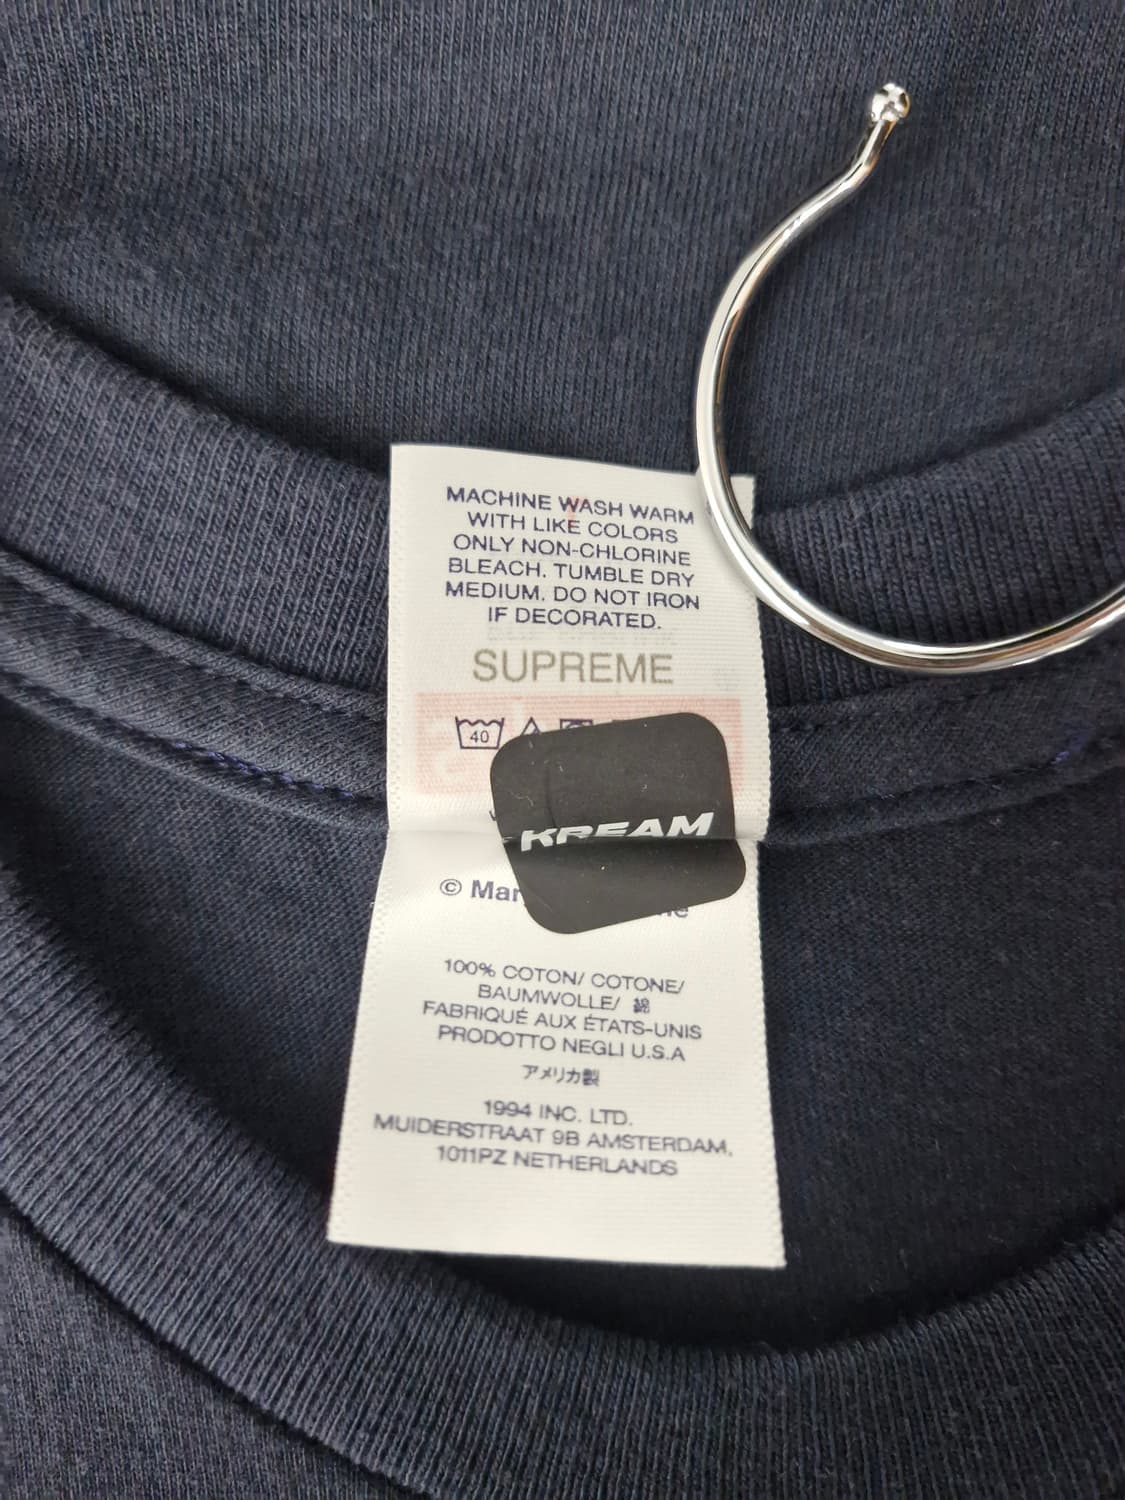 MACHINE WASH WARM
WITH LIKE COLORS
ONLY NON-CHLORINE
BLEACH. TUMBLE DRY
MEDIUM. DO NOT IRON
IF DECORATED.
SUPREME
40
KREAM
©
100% COTON/ COTONE/
BAUMWOLLE/ 綿
FABRIQUÉ AUX ÉTATS-UNIS
PRODOTTO NEGLI U.S.A
アメリカ製
1994 INC. LTD.
MUIDERSTRAAT 9B AMSTERDAM,
1011PZ NETHERLANDS